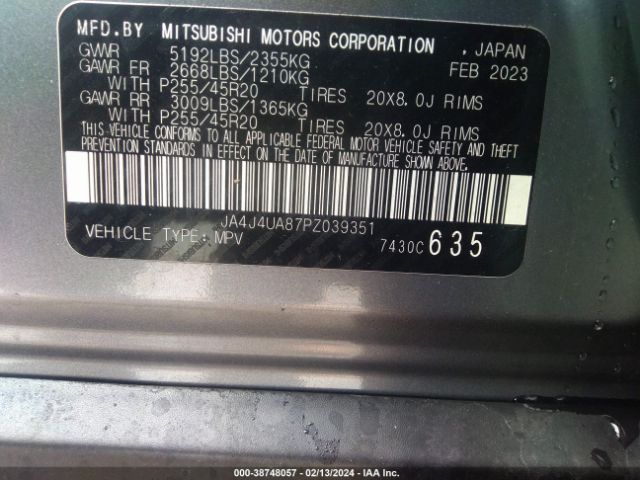 MFD.BY MITSUBISHI MOTORS CORPORATION . JAPAN
GVWR 5192LBS/2355KG FEB 2023
GAWR FR 2668LBS/1210KG
WITH P255/45R20 TIRES 20X8.0J RIMS
GAWR RR 3009LBS/1365KG
WITH P255/45R20 TIRES 20X8.0J RIMS
THIS VEHICLE CONFORMS TO ALL APPLICABLE FEDERAL MOTOR VEHICLE SAFETY AND THEFT
PREVENTION STANDARDS IN EFFECT ON THE DATE OF MANUFACTURE SHOWN ABOVE.
JA4J4UA87PZ039351
VEHICLE TYPE: MPV 7430C 635
000-38748057 - 02/13/2024 - IAA Inc.